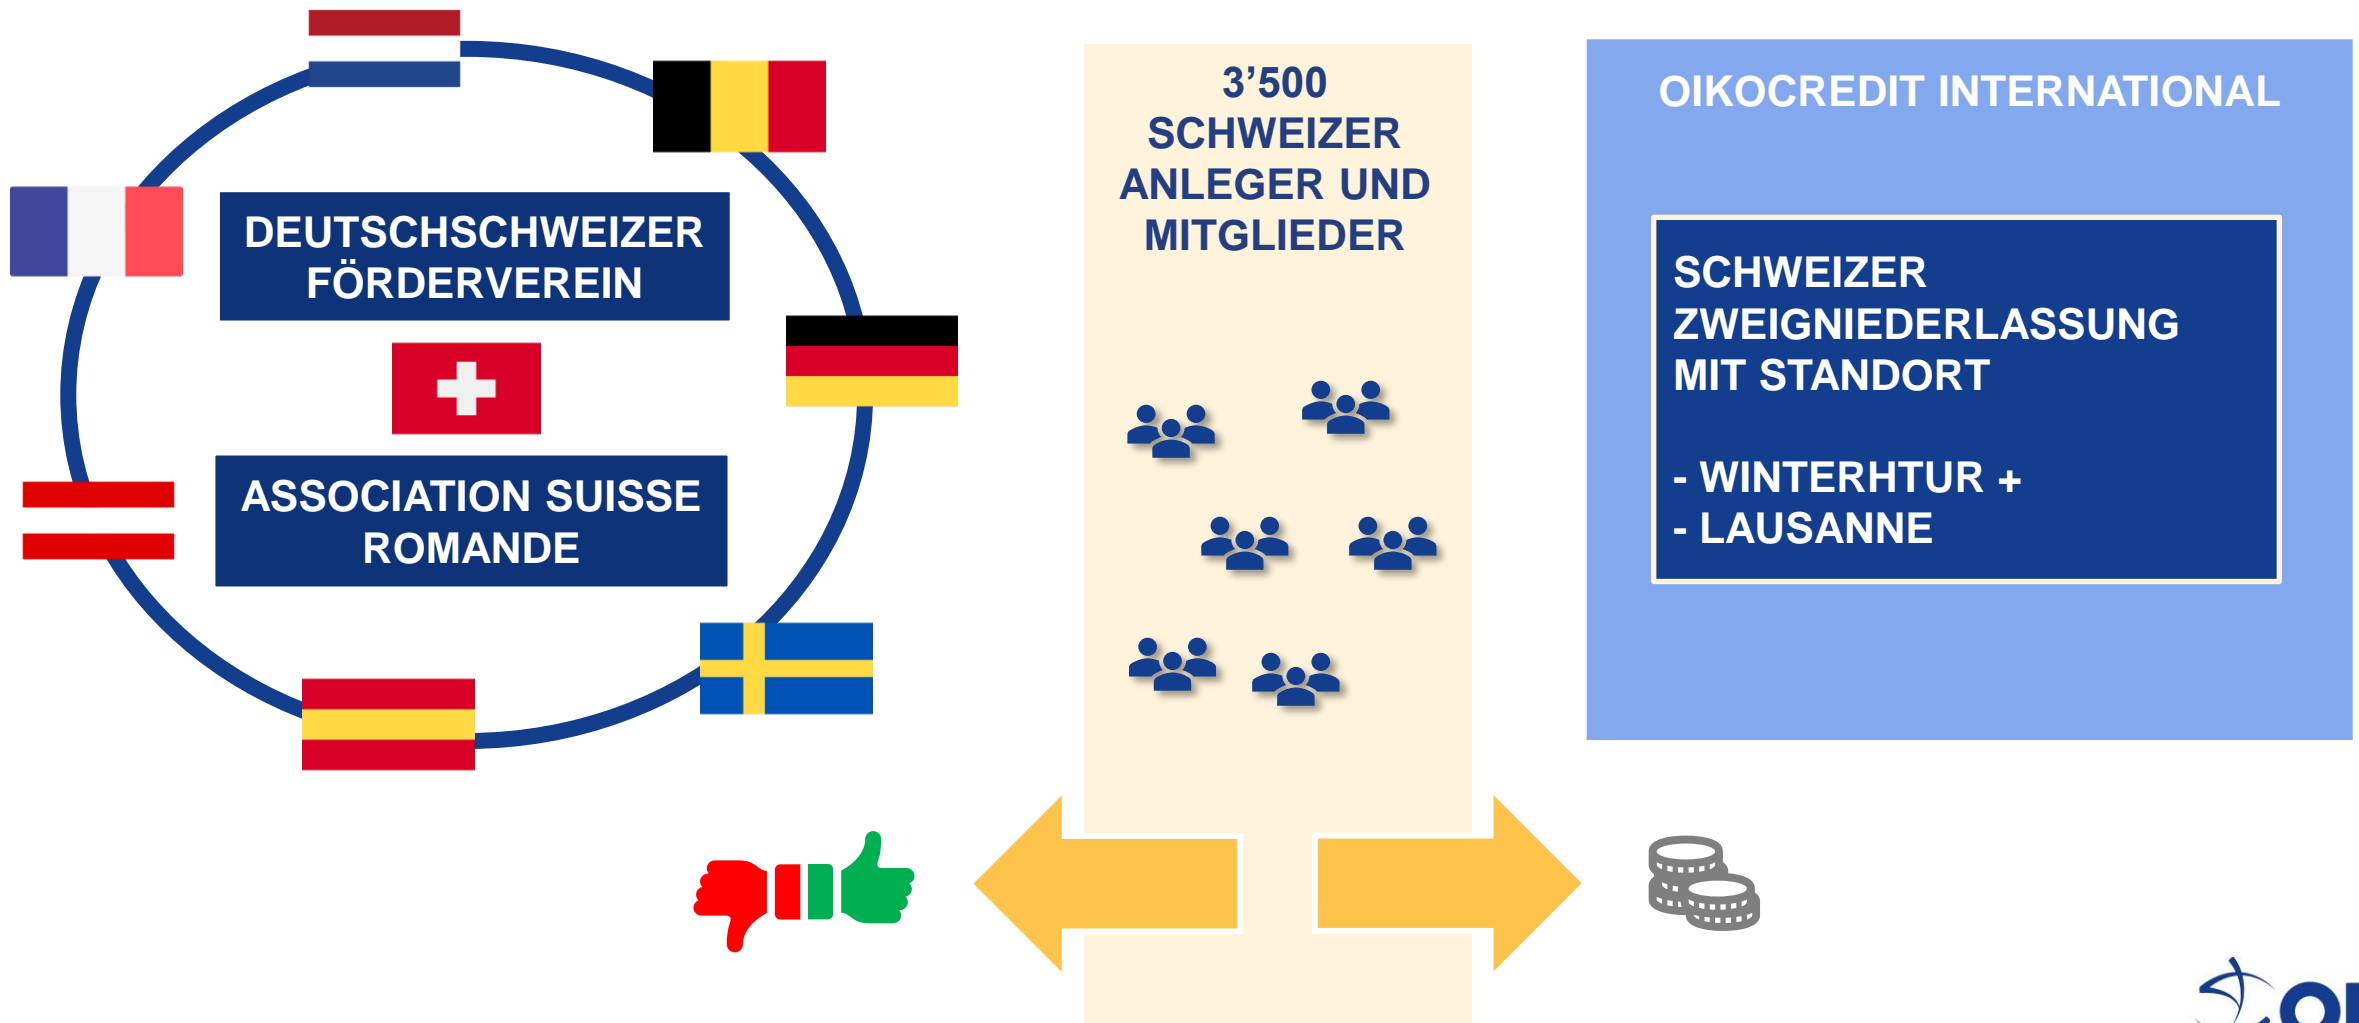 DEUTSCHSCHWEIZER
FÖRDERVEREIN
ASSOCIATION SUISSE
ROMANDE
3’500
SCHWEIZER
ANLEGER UND
MITGLIEDER
OIKOCREDIT INTERNATIONAL
SCHWEIZER
ZWEIGNIEDERLASSUNG
MIT STANDORT
- WINTERHTUR +
- LAUSANNE